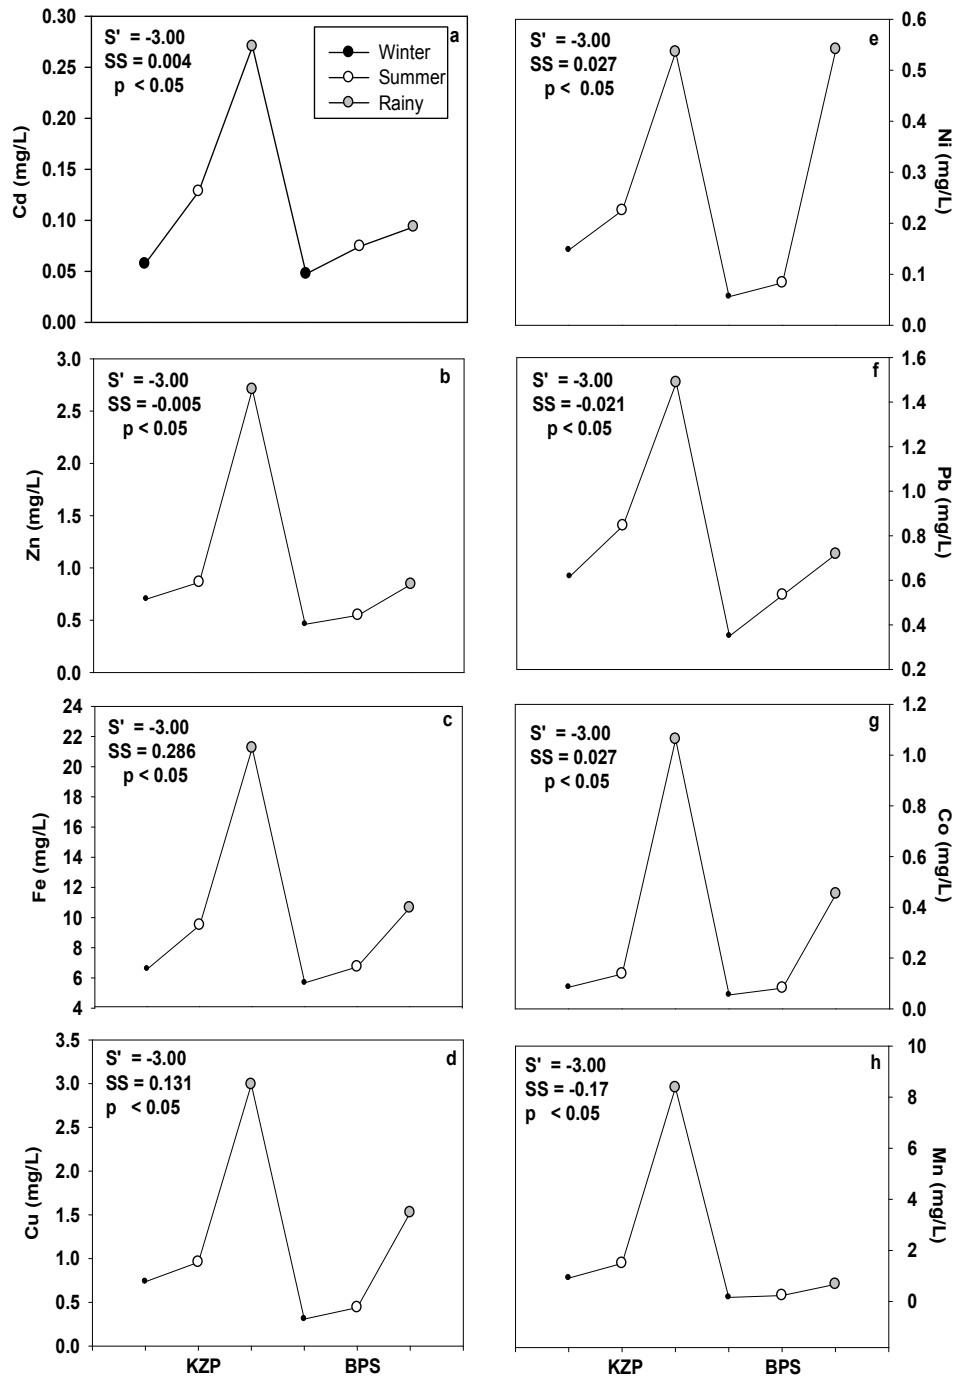 S' = -3.00
SS = 0.004
p < 0.05
a
Winter
Summer
Rainy
0.30
0.25
0.20
0.15
0.10
0.05
0.00
Cd (mg/L)
S' = -3.00
SS = 0.027
p < 0.05
e
0.6
0.5
0.4
0.3
0.2
0.1
0.0
Ni (mg/L)
S' = -3.00
SS = -0.005
p < 0.05
b
3.0
2.5
2.0
1.5
1.0
0.5
0.0
Zn (mg/L)
S' = -3.00
SS = -0.021
p < 0.05
f
1.6
1.4
1.2
1.0
0.8
0.6
0.4
0.2
Pb (mg/L)
S' = -3.00
SS = 0.286
p < 0.05
c
24
22
20
18
16
14
12
10
8
6
4
Fe (mg/L)
S' = -3.00
SS = 0.027
p < 0.05
g
1.2
1.0
0.8
0.6
0.4
0.2
0.0
Co (mg/L)
S' = -3.00
SS = 0.131
p < 0.05
d
3.5
3.0
2.5
2.0
1.5
1.0
0.5
0.0
Cu (mg/L)
KZP
BPS
S' = -3.00
SS = -0.17
p < 0.05
h
10
8
6
4
2
0
Mn (mg/L)
KZP
BPS